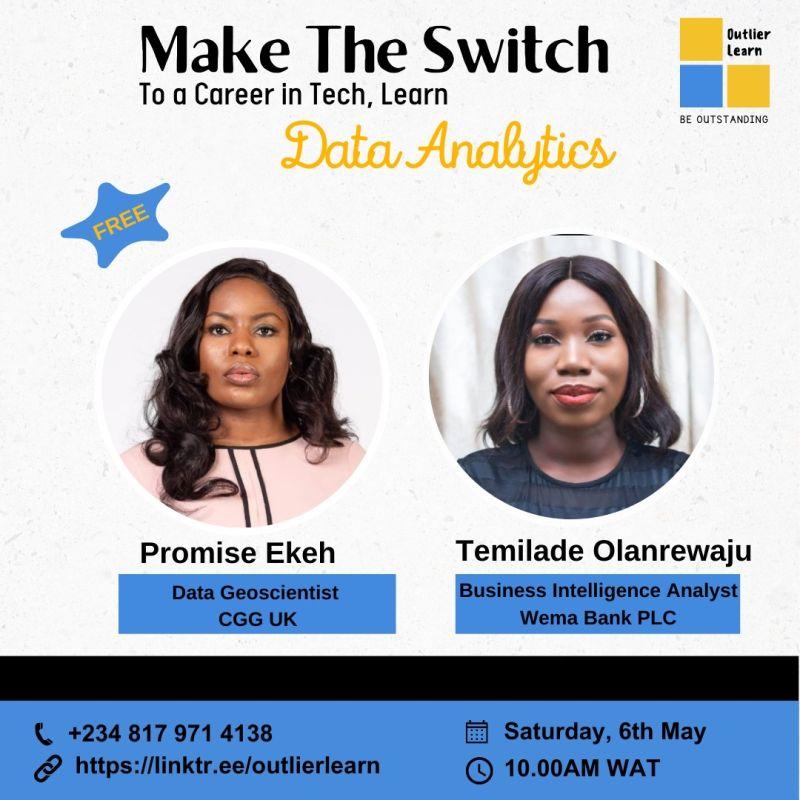 Make The Switch
To a Career in Tech, Learn
Data Analytics
Outlier
Learn
BE OUTSTANDING
FREE
Promise Ekeh
Data Geoscientist
CGG UK
Temilade Olanrewaju
Business Intelligence Analyst
Wema Bank PLC
+234 817 971 4138
https://linktr.ee/outlierlearn
Saturday, 6th May
10.00AM WAT